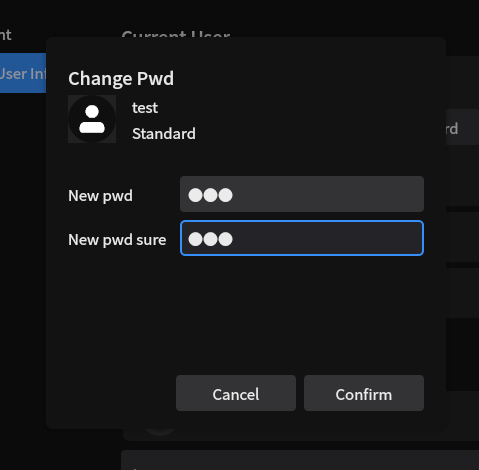 nt
Current User
User Inf
Change Pwd
test
Standard
rd
New pwd
New pwd sure
Cancel
Confirm